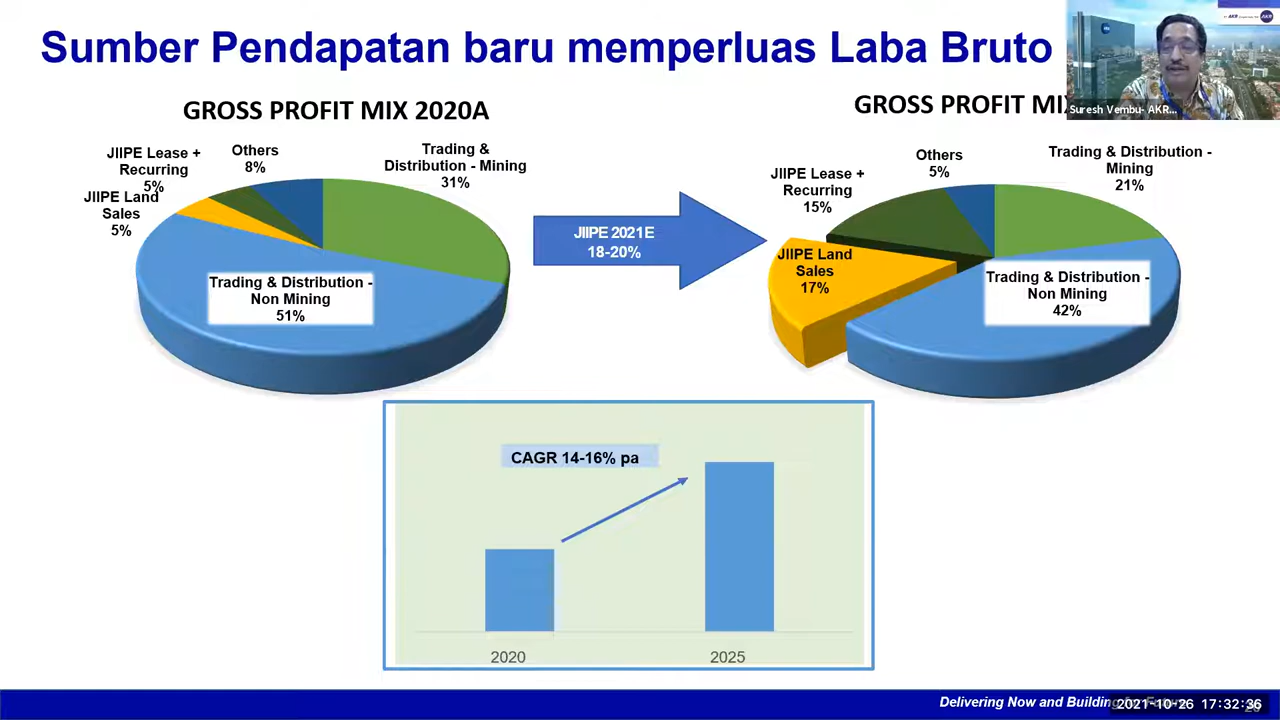 Sumber Pendapatan baru memperluas Laba Bruto
GROSS PROFIT MIX 2020A
JIIPE Lease +
Recurring
5%
JIIPE Land
Sales
5%
Others
8%
Trading &
Distribution - Mining
31%
Trading & Distribution -
Non Mining
51%
JIIPE 2021E
18-20%
GROSS PROFIT MIX
Suresh Vembu- AKR...
Others
5%
Trading & Distribution -
Mining
21%
JIIPE Lease +
Recurring
15%
JIIPE Land
Sales
17%
Trading & Distribution -
Non Mining
42%
CAGR 14-16% pa
2020
2025
Delivering Now and Building
2021-10-26 17:32:36